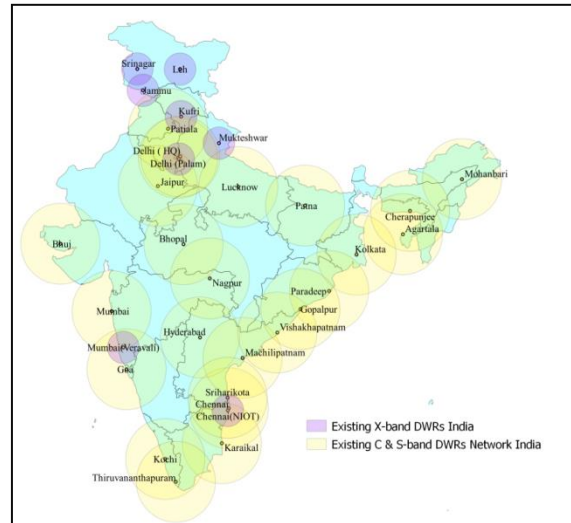 Srinagar
Leh
Jammu
Kufri
Patiala
Mukteshwar
Delhi ( HQ)
Delhi (Palam)
Jaipur
Lucknow
Patna
Mohanbari
Cherapunjee
Agartala
Bhuj
Bhopal
Kolkata
Nagpur
Paradeep
Gopalpur
Mumbai
Vishakhapatnam
Hyderabad
Mumbai(Veravali)
Machilipatnam
Goa
Sriharikota
Chennai
Chennai(NIOT)
Existing X-band DWRs India
Existing C & S-band DWRs Network India
Karaikal
Kochi
Thiruvananthapuram